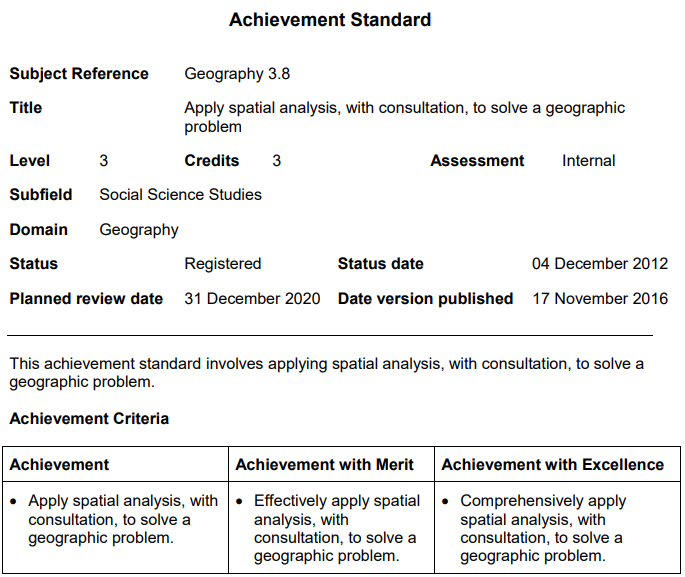 Achievement Standard
Subject Reference Geography 3.8
Title Apply spatial analysis, with consultation, to solve a geographic
problem
Level 3 Credits 3 Assessment Internal
Subfield Social Science Studies
Domain Geography
Status Registered Status date 04 December 2012
Planned review date 31 December 2020 Date version published 17 November 2016
This achievement standard involves applying spatial analysis, with consultation, to solve a
geographic problem.
Achievement Criteria
Achievement Achievement with Merit Achievement with Excellence
• Apply spatial analysis, with
consultation, to solve a
geographic problem.
• Effectively apply spatial
analysis, with
consultation, to solve a
geographic problem.
• Comprehensively apply
spatial analysis, with
consultation, to solve a
geographic problem.